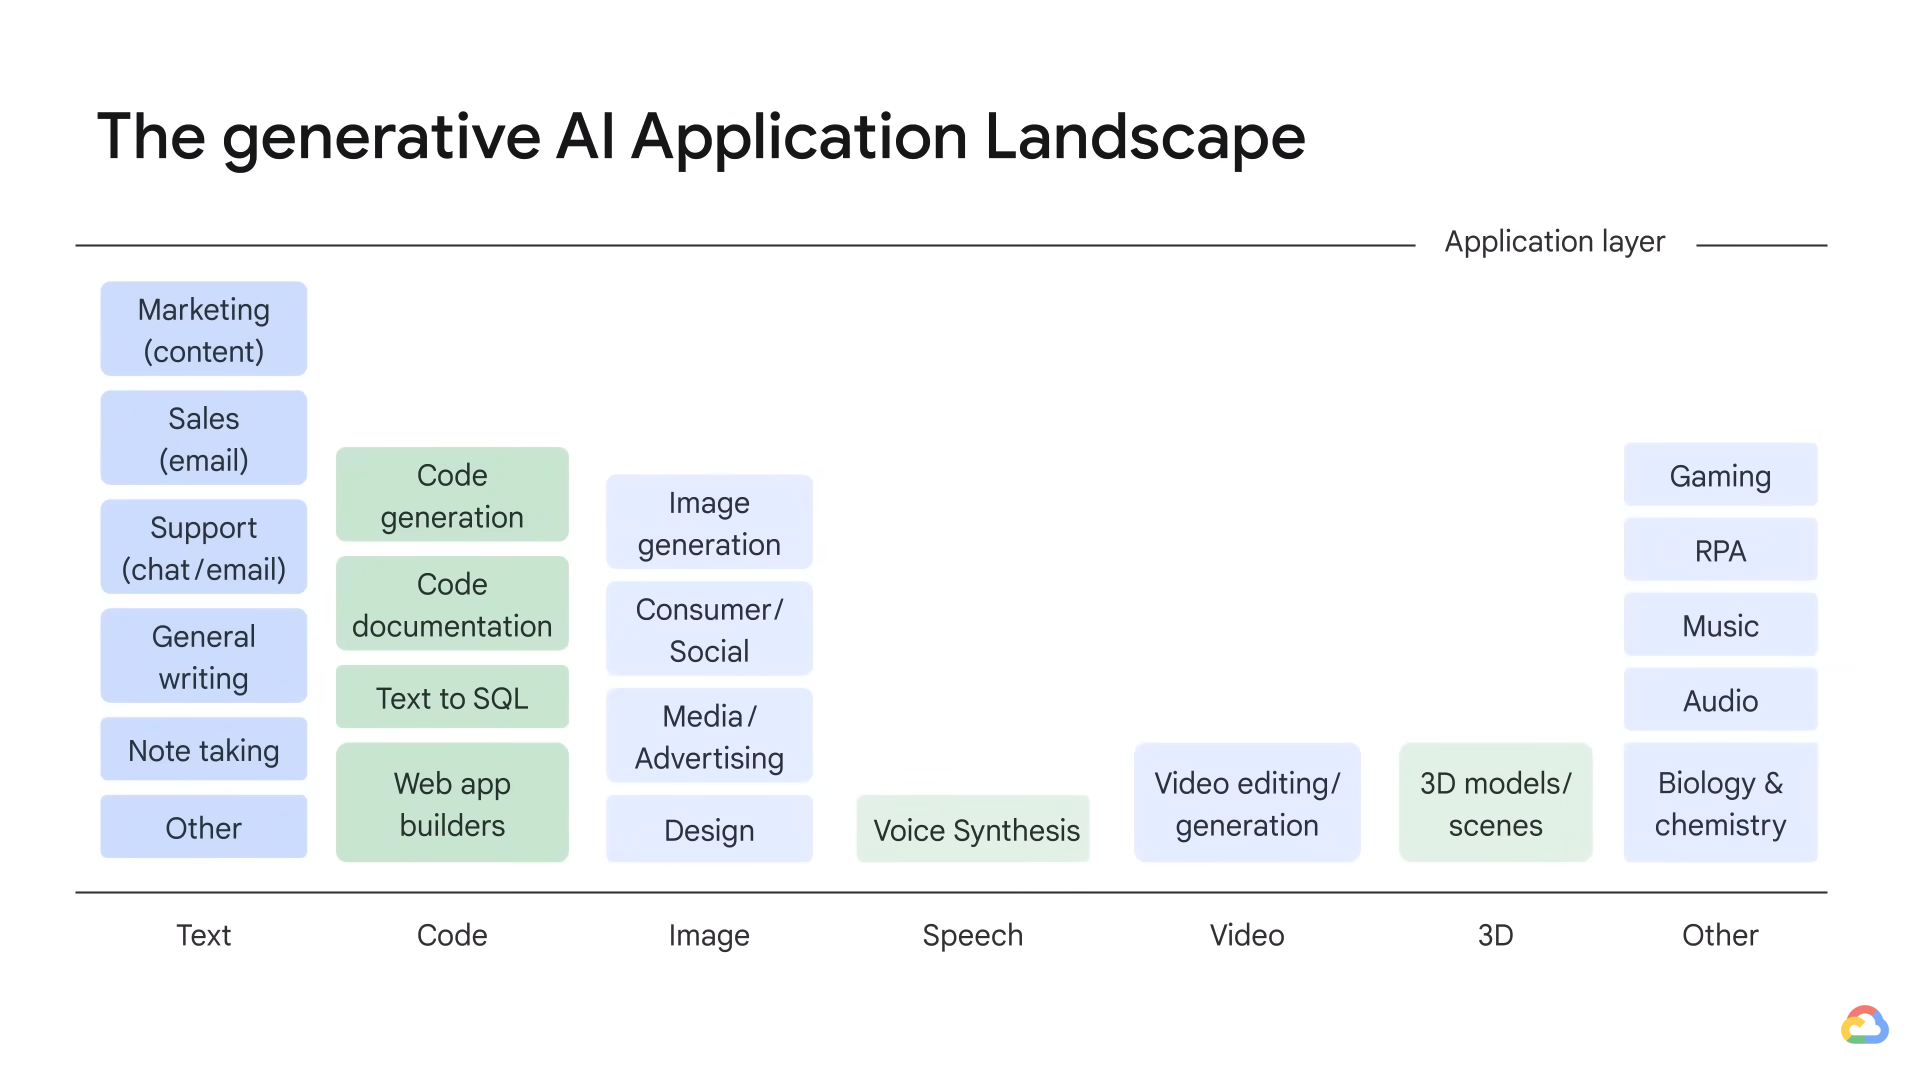 The generative AI Application Landscape
Application layer
Marketing
(content)
Sales
(email)
Support
(chat/email)
General
writing
Note taking
Other
Code
generation
Code
documentation
Text to SQL
Web app
builders
Image
generation
Consumer/
Social
Media/
Advertising
Design
Voice Synthesis
Video editing/
generation
3D models/
scenes
Gaming
RPA
Music
Audio
Biology &
chemistry
Text
Code
Image
Speech
Video
3D
Other